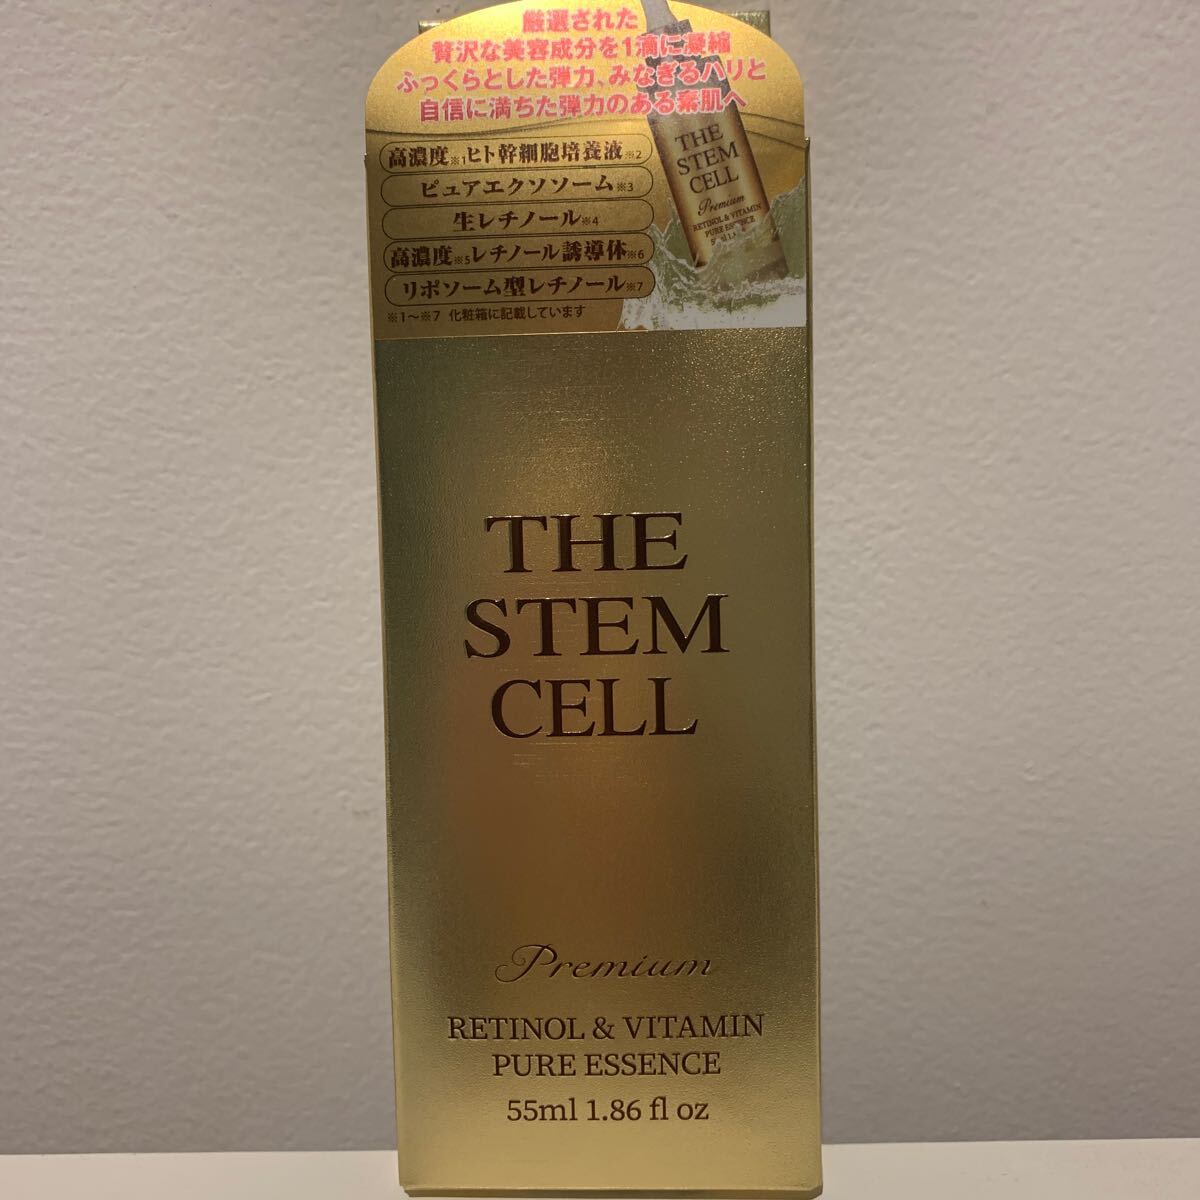 厳選された
贅沢な美容成分を1滴に凝縮
ふっくらとした弾力、みなぎるハリと
自信に満ちた弾力のある素肌へ
高濃度※1ヒト幹細胞培養液※2
ピュアエクソソーム※3
生レチノール※4
高濃度※5レチノール誘導体※6
リポソーム型レチノール※7
※1～※7 化粧箱に記載しています
THE
STEM
CELL
Premium
RETINOL & VITAMIN
PURE ESSENCE
THE
STEM
CELL
Premium
RETINOL & VITAMIN
PURE ESSENCE
55ml 1.86 fl oz